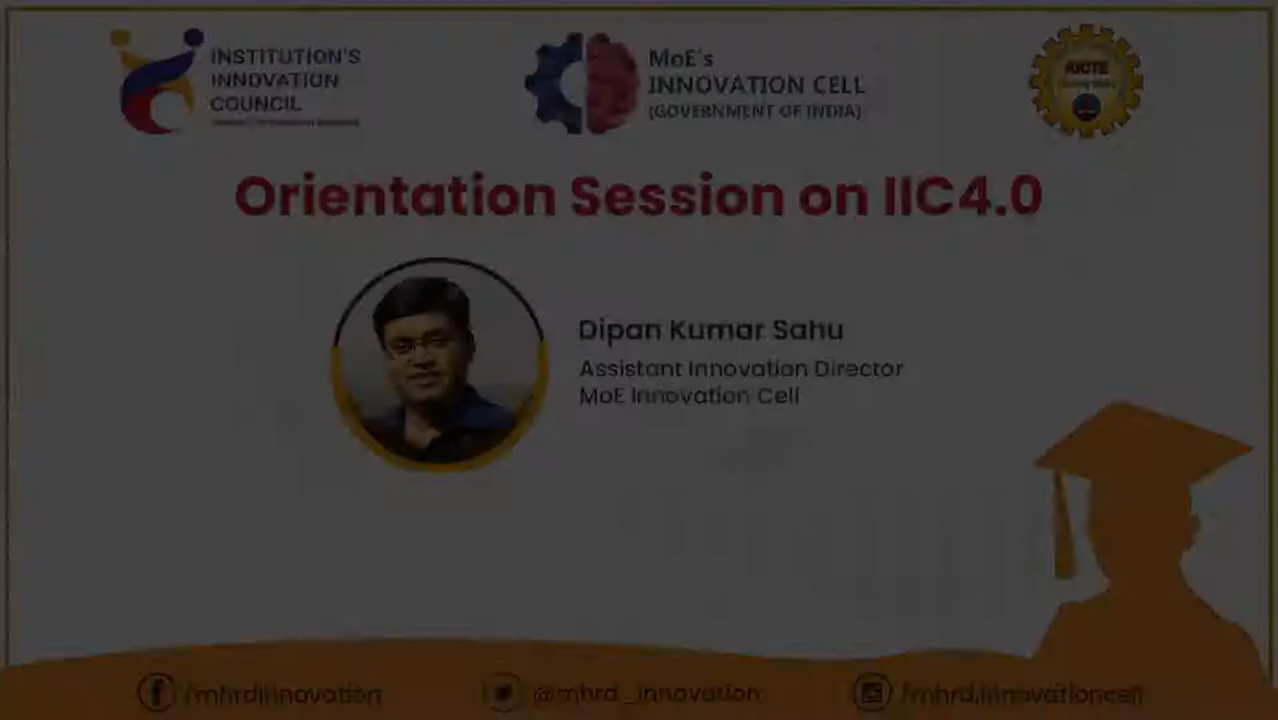 INSTITUTION'S
INNOVATION
COUNCIL
MoE's
INNOVATION CELL
(GOVERNMENT OF INDIA)
AICTE
Orientation Session on IIC4.0
Dipan Kumar Sahu
Assistant Innovation Director
MoE Innovation Cell
/mhrdinnovation
@mhrd_innovation
/mhrd.innovationcell